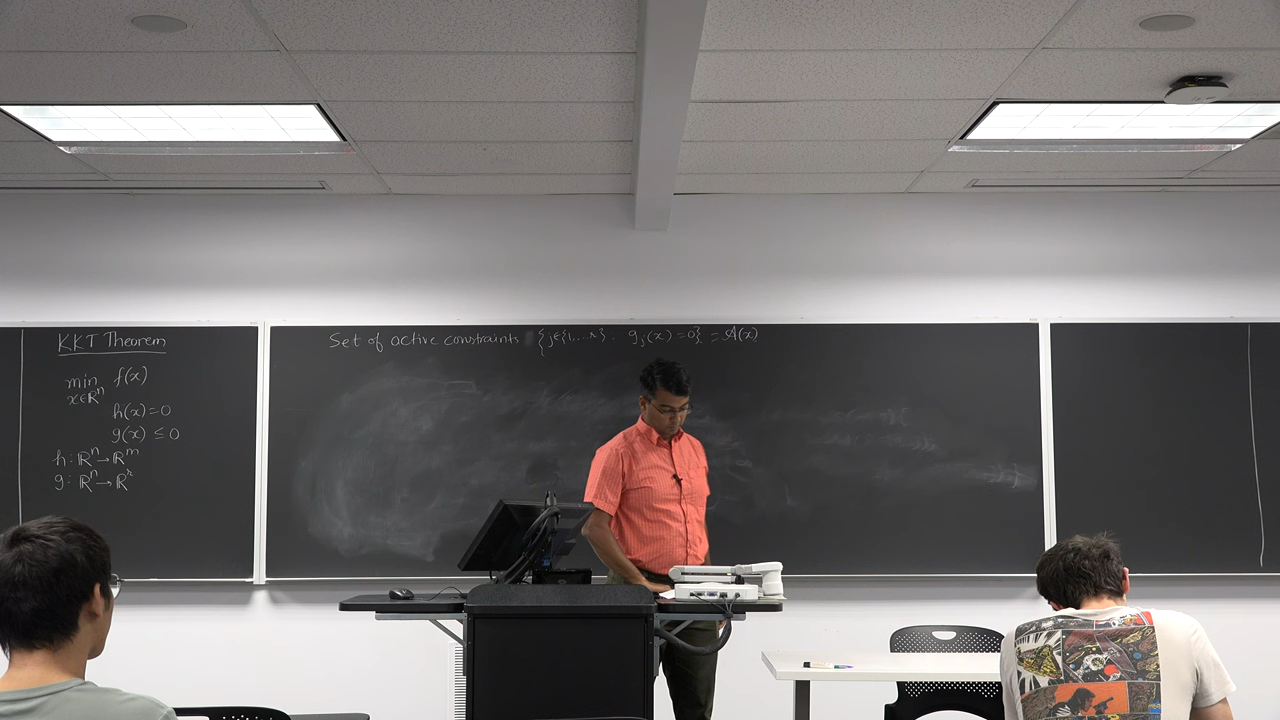 KKT Theorem
min f(x)
x∈ℝⁿ
h(x)=0
g(x) ≤ 0
h: ℝⁿ→ℝᵐ
g: ℝⁿ→ℝʳ
Set of active constraints {j∈{1,...r}. gⱼ(x)=0} = 𝒜(x)